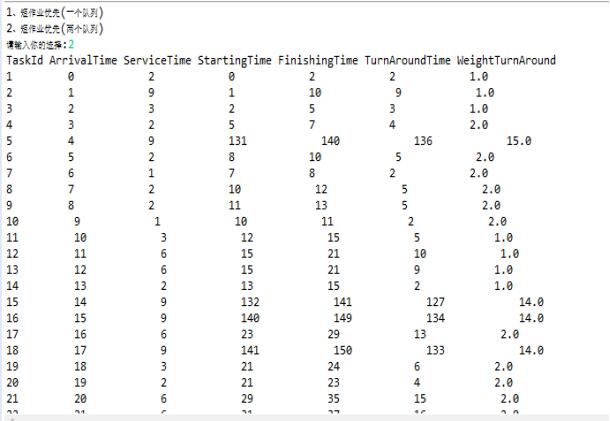 1、短作业优先(一个队列)
2、短作业优先(两个队列)
请输入你的选择:2
TaskId ArrivalTime ServiceTime StartingTime FinishingTime TurnAroundTime WeightTurnAround
1 0 2 0 2 2 1.0
2 1 9 1 10 9 1.0
3 2 3 2 5 3 1.0
4 3 2 5 7 4 2.0
5 4 9 131 140 136 15.0
6 5 2 8 10 5 2.0
7 6 1 7 8 2 2.0
8 7 2 10 12 5 2.0
9 8 2 11 13 5 2.0
10 9 1 10 11 2 2.0
11 10 3 12 15 5 1.0
12 11 6 15 21 10 1.0
13 12 6 15 21 9 1.0
14 13 2 13 15 2 1.0
15 14 9 132 141 127 14.0
16 15 9 140 149 134 14.0
17 16 6 23 29 13 2.0
18 17 9 141 150 133 14.0
19 18 3 21 24 6 2.0
20 19 2 21 23 4 2.0
21 20 6 29 35 15 2.0